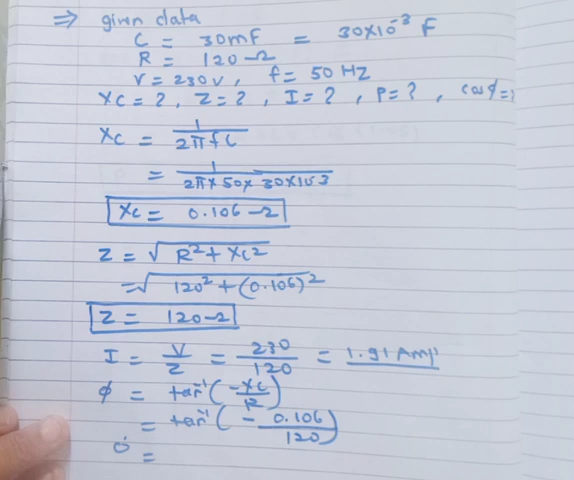 ⇒ given data
C = 30mF = 30×10⁻³ F
R = 120 Ω
V = 230V, f = 50 HZ
XC = ?, Z = ?, I = ?, P = ?, cosϕ = ?
XC = 1/2πfC
= 1/2π×50×30×10-3
XC = 0.106 Ω
Z = √R²+XC²
= √120²+(0.106)²
Z = 120 Ω
I = V/Z = 230/120 = 1.91 Amp
ϕ = tan⁻¹(-XC/R)
= tan⁻¹(-0.106/120)
ϕ =